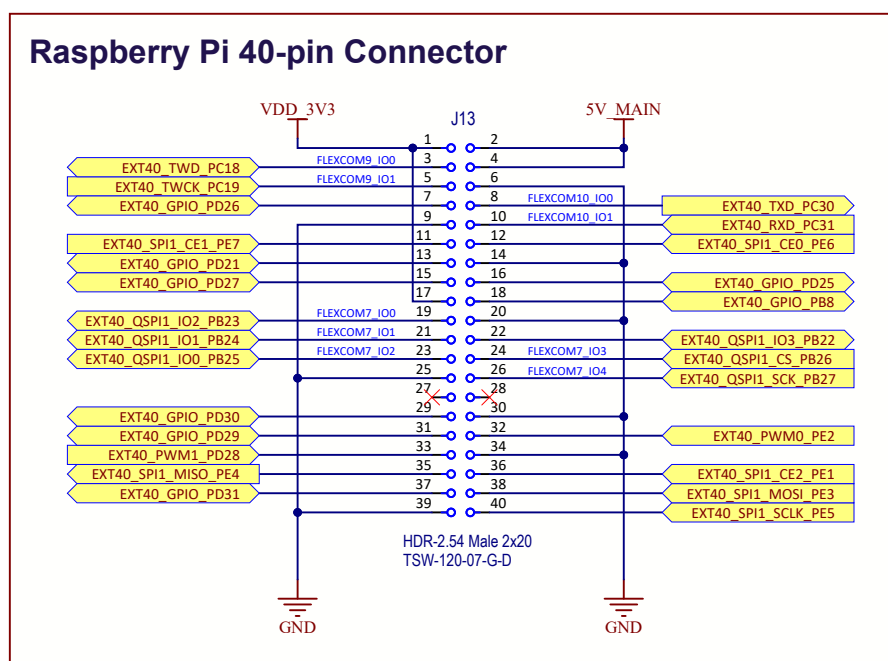 Raspberry Pi 40-pin Connector
VDD_3V3
5V_MAIN
J13
1 2
EXT40_TWD_PC18 FLEXCOM9_IO0 3 4
EXT40_TWCK_PC19 FLEXCOM9_IO1 5 6
EXT40_GPIO_PD26 7 8 FLEXCOM10_IO0 EXT40_TXD_PC30
9 10 FLEXCOM10_IO1 EXT40_RXD_PC31
EXT40_SPI1_CE1_PE7 11 12 EXT40_SPI1_CE0_PE6
EXT40_GPIO_PD21 13 14
EXT40_GPIO_PD27 15 16 EXT40_GPIO_PD25
17 18 EXT40_GPIO_PB8
EXT40_QSPI1_IO2_PB23 FLEXCOM7_IO0 19 20
EXT40_QSPI1_IO1_PB24 FLEXCOM7_IO1 21 22 EXT40_QSPI1_IO3_PB22
EXT40_QSPI1_IO0_PB25 FLEXCOM7_IO2 23 24 FLEXCOM7_IO3 EXT40_QSPI1_CS_PB26
25 26 FLEXCOM7_IO4 EXT40_QSPI1_SCK_PB27
27 28
EXT40_GPIO_PD30 29 30
EXT40_GPIO_PD29 31 32 EXT40_PWM0_PE2
EXT40_PWM1_PD28 33 34
EXT40_SPI1_MISO_PE4 35 36 EXT40_SPI1_CE2_PE1
EXT40_GPIO_PD31 37 38 EXT40_SPI1_MOSI_PE3
39 40 EXT40_SPI1_SCLK_PE5
HDR-2.54 Male 2x20
TSW-120-07-G-D
GND
GND